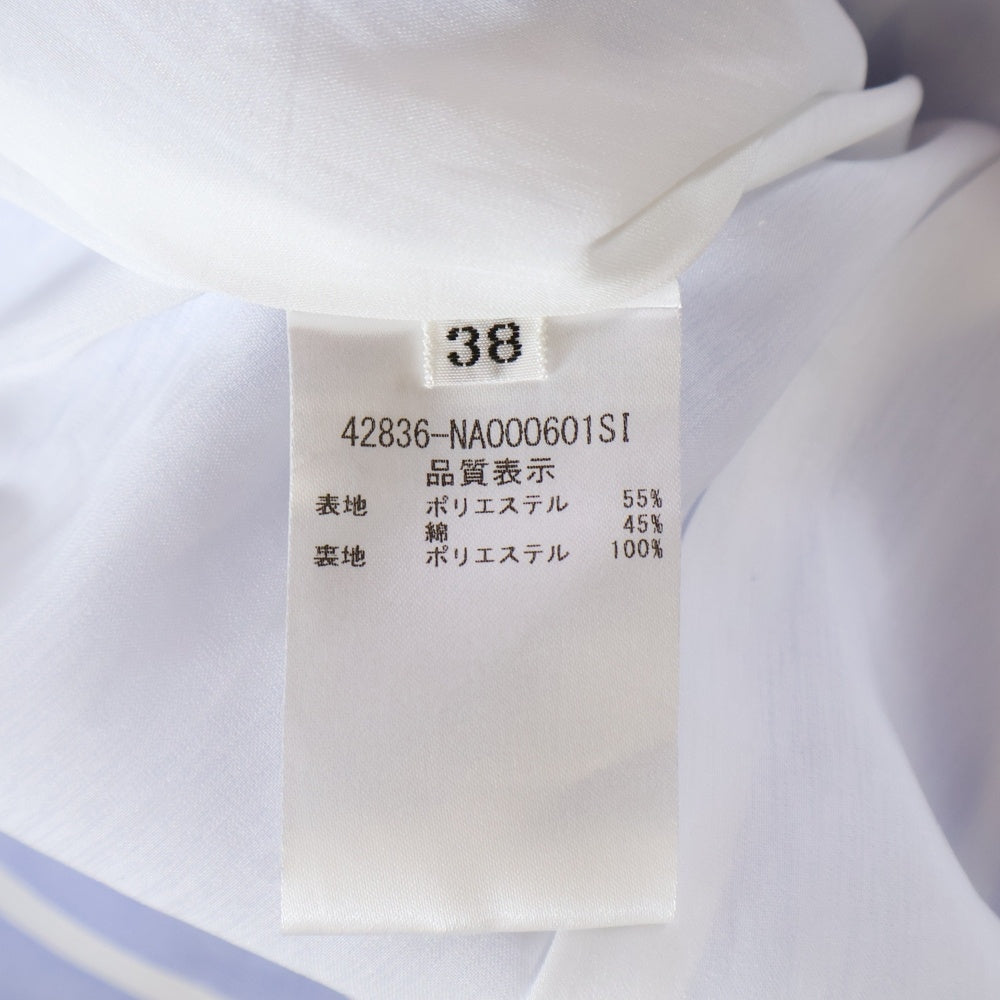 38
42836-NA000601SI
品質表示
表地 ポリエステル 55%
綿 45%
裏地 ポリエステル 100%